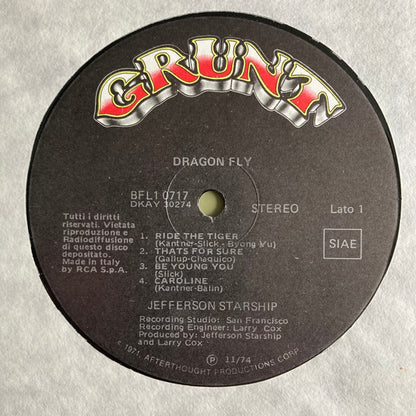 GRUNT
DRAGON FLY
BFL1 0717
DKAY 30274
STEREO
Lato 1
Tutti i diritti
riservati. Vietata
riproduzione e
Radiodiffusione
di questo disco
depositato.
Made in Italy
by RCA S.p.A.
SIAE
1. RIDE THE TIGER
(Kantner-Slick - Byong Yu)
2. THATS FOR SURE
(Gallup-Chaquico)
3. BE YOUNG YOU
(Slick)
4. CAROLINE
(Kantner-Balin)
JEFFERSON STARSHIP
Recording Studio: San Francisco
Recording Engineer: Larry Cox
Produced by: Jefferson Starship
and Larry Cox
Ⓟ 11/74
© 1971, AFTERTHOUGHT PRODUCTIONS CORP